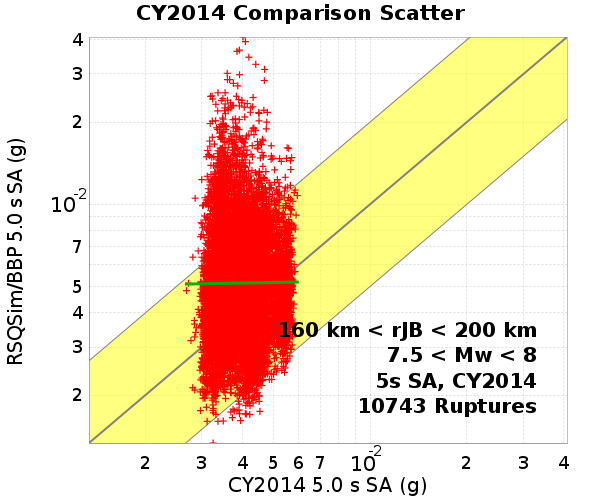 CY2014 Comparison Scatter
RSQSim/BBP 5.0 s SA (g)
4
3
2
10-2
7
5
4
3
2
160 km < rJB < 200 km
7.5 < Mw < 8
5s SA, CY2014
10743 Ruptures
2 3 4 5 6 7 10-2 2 3 4
CY2014 5.0 s SA (g)